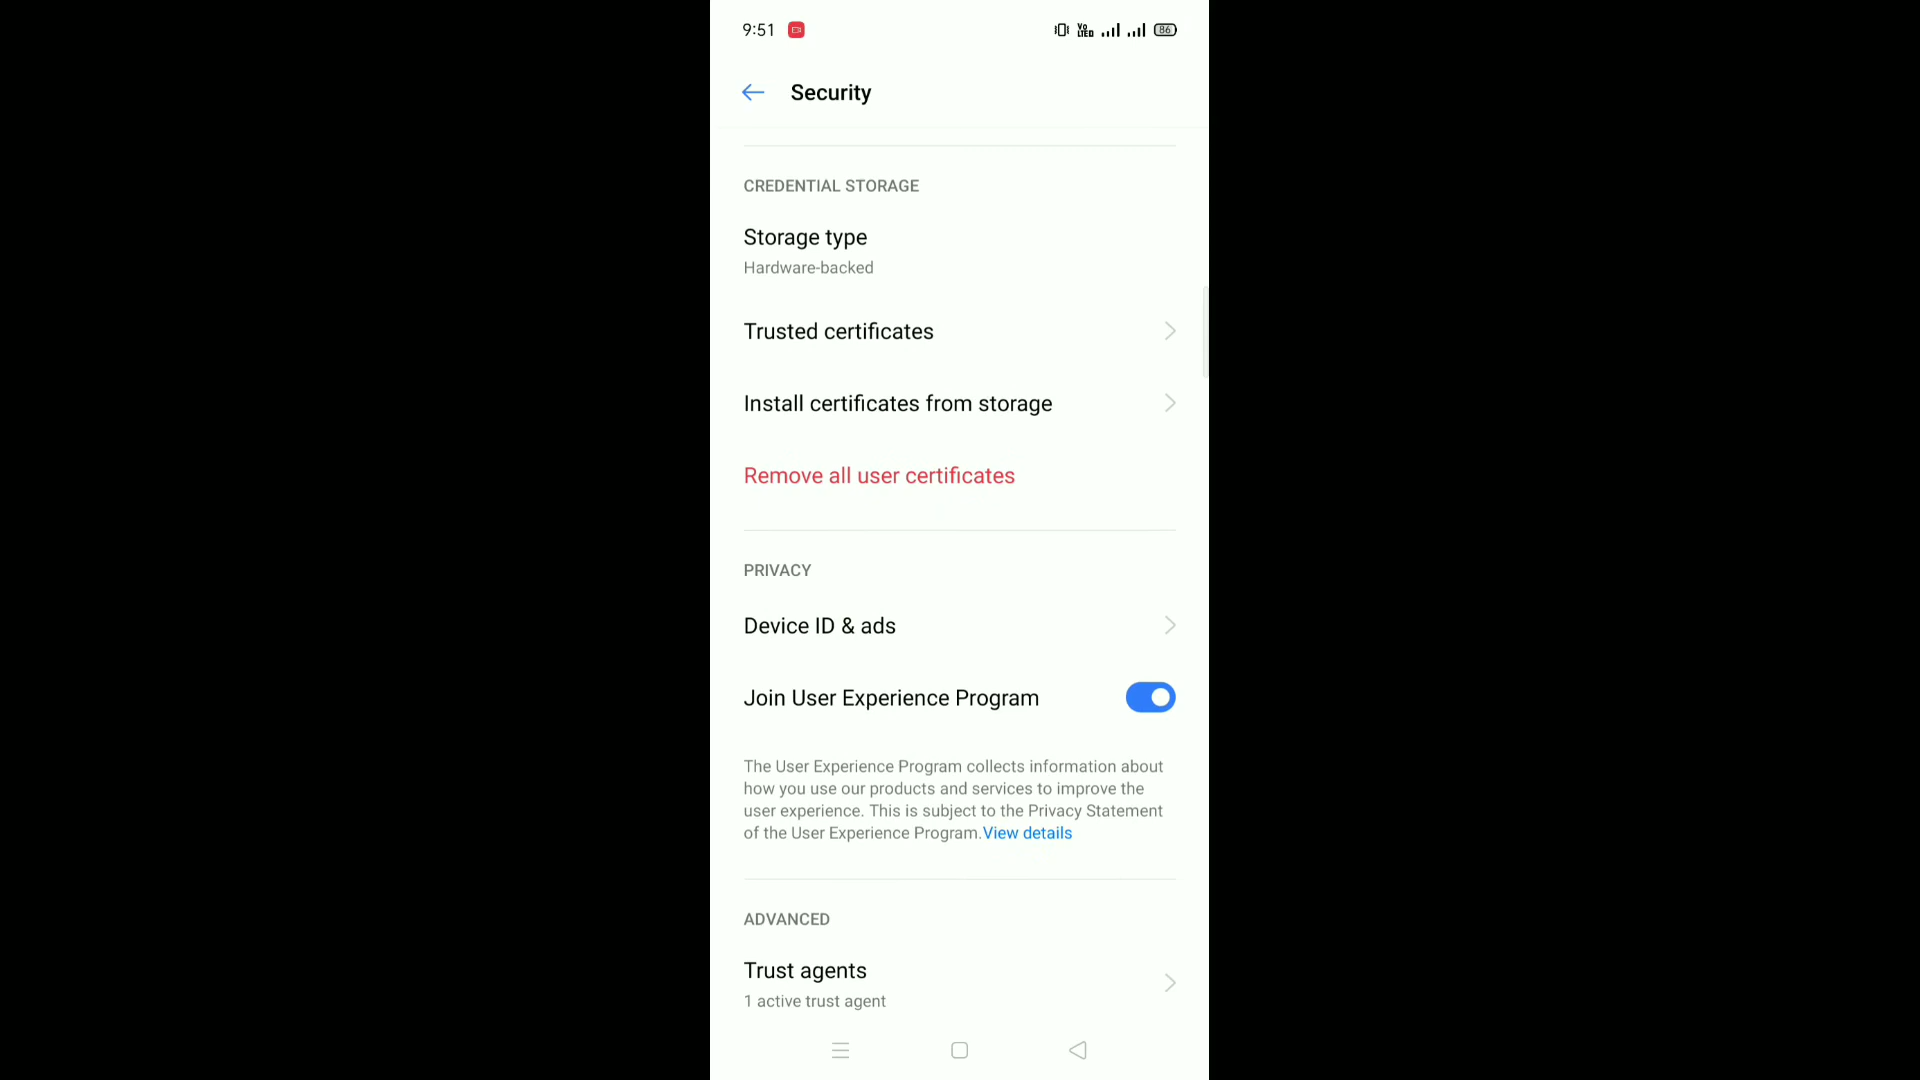 9:51
Vo
LTED
86
Security
CREDENTIAL STORAGE
Storage type
Hardware-backed
Trusted certificates
Install certificates from storage
Remove all user certificates
PRIVACY
Device ID & ads
Join User Experience Program
The User Experience Program collects information about
how you use our products and services to improve the
user experience. This is subject to the Privacy Statement
of the User Experience Program.View details
ADVANCED
Trust agents
1 active trust agent